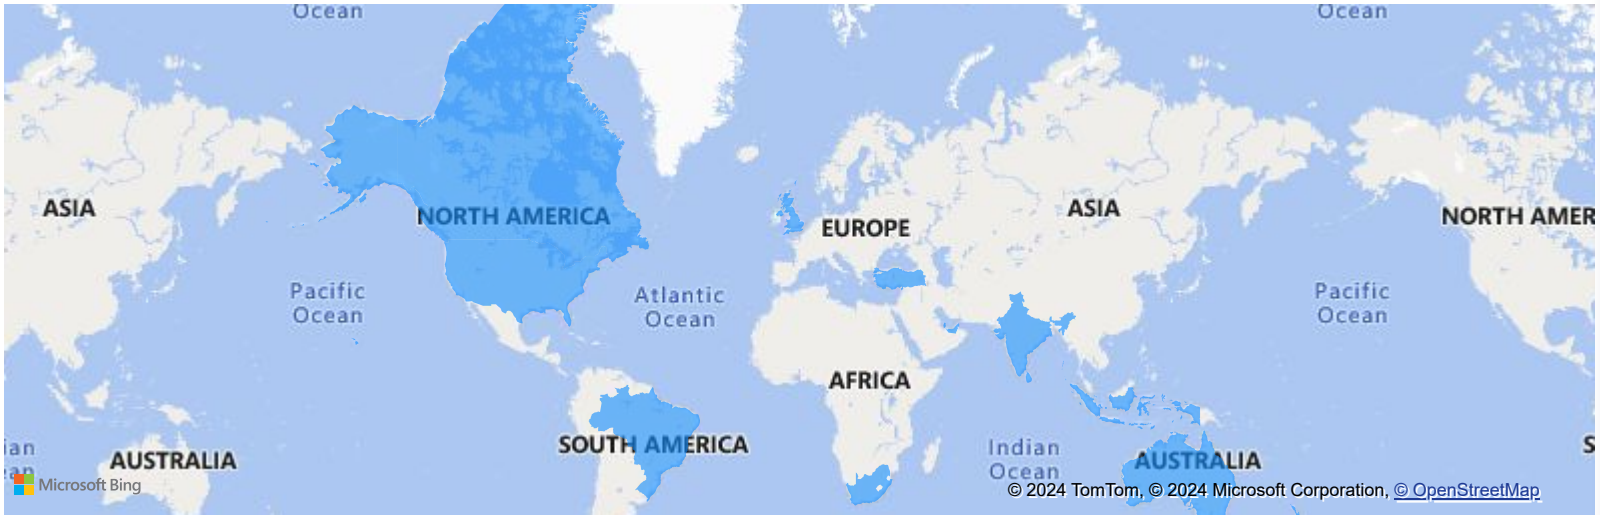 Ocean
Ocean
ASIA
NORTH AMERICA
EUROPE
ASIA
NORTH AMER
Pacific
Ocean
Atlantic
Ocean
Pacific
Ocean
AFRICA
ian
SOUTH AMERICA
Indian
Ocean
S
AUSTRALIA
AUSTRALIA
Microsoft Bing
© 2024 TomTom, © 2024 Microsoft Corporation, © OpenStreetMap